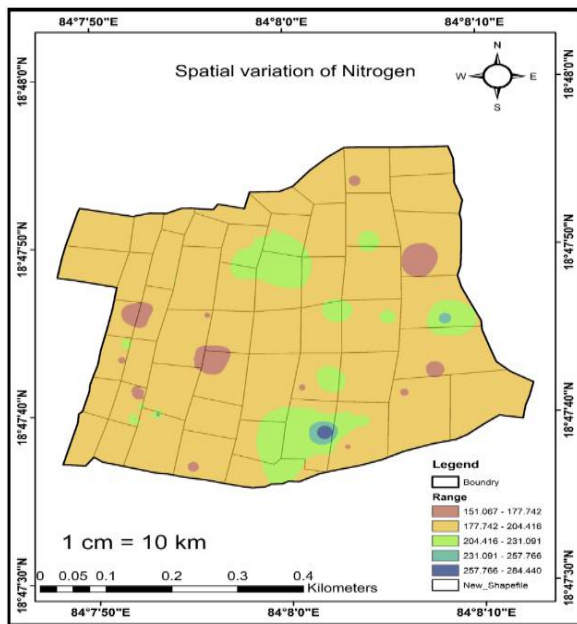 84°7'50"E 84°8'0"E 84°8'10"E
Spatial variation of Nitrogen
N
W E
S
18°48'0"N 18°48'0"N
18°47'50"N 18°47'50"N
18°47'40"N 18°47'40"N
18°47'30"N 18°47'30"N
Legend
Boundry
Range
151.067 - 177.742
177.742 - 204.416
204.416 - 231.091
231.091 - 257.766
257.766 - 284.440
New_Shapefile
1 cm = 10 km
0 0.05 0.1 0.2 0.3 0.4
Kilometers
84°7'50"E 84°8'0"E 84°8'10"E